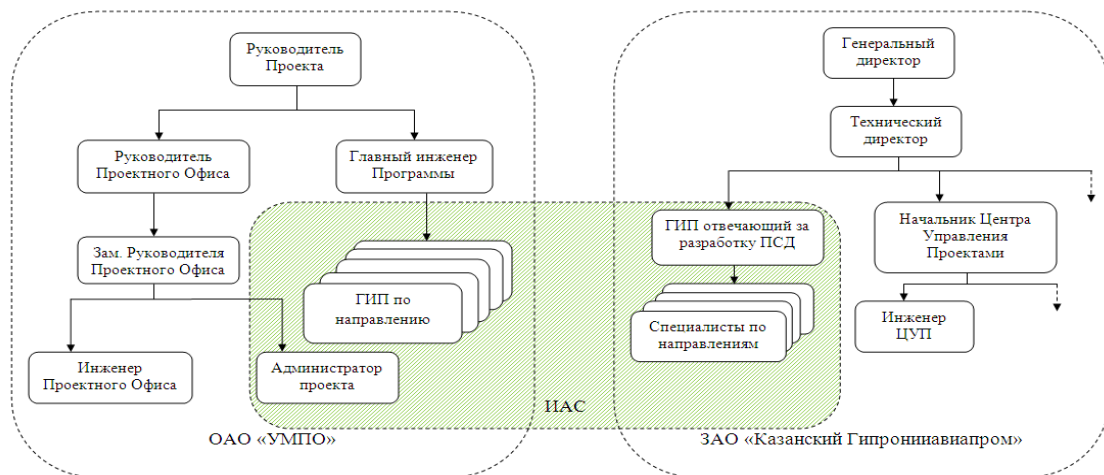 Руководитель
Проекта
Руководитель
Проектного Офиса
Главный инженер
Программы
Зам. Руководителя
Проектного Офиса
ГИП по
направлению
Инженер
Проектного Офиса
Администратор
проекта
ОАО «УМПО»
ИАС
Генеральный
директор
Технический
директор
ГИП отвечающий за
разработку ПСД
Начальник Центра
Управления
Проектами
Специалисты по
направлениям
Инженер
ЦУП
ЗАО «Казанский Гипронииавиапром»